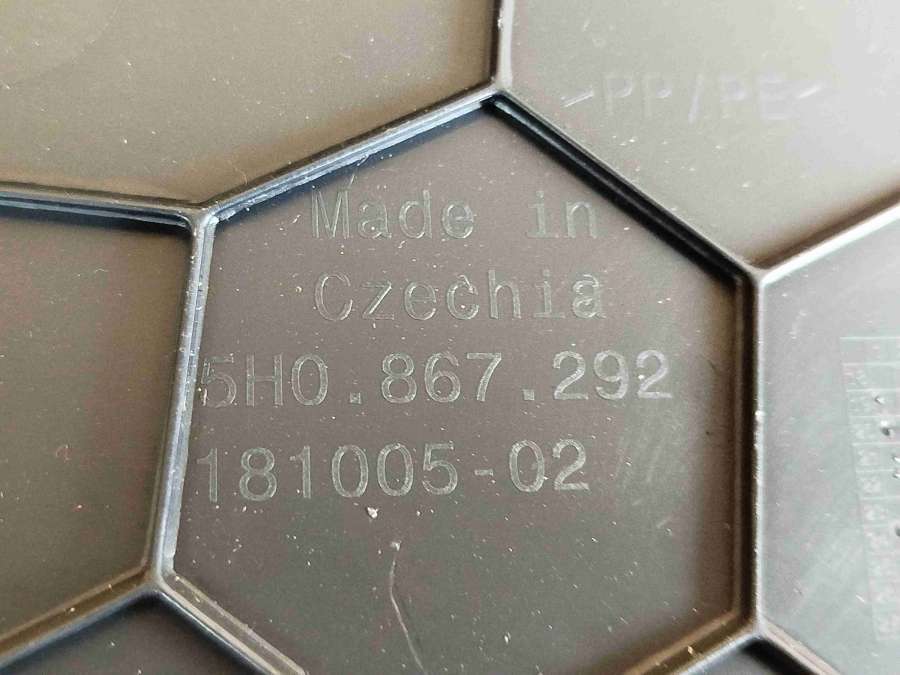 >PP/PE<
Made in
Czechia
5H0.867.292
181005-02